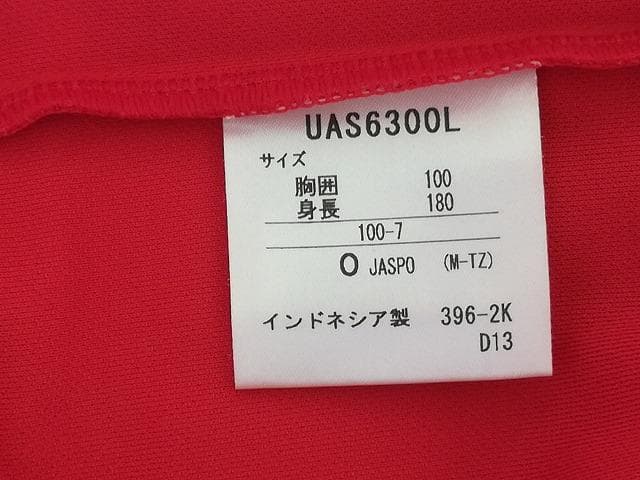 UAS6300L
サイズ
胸囲 100
身長 180
100-7
O JASPO (M-TZ)
インドネシア製 396-2K
D13